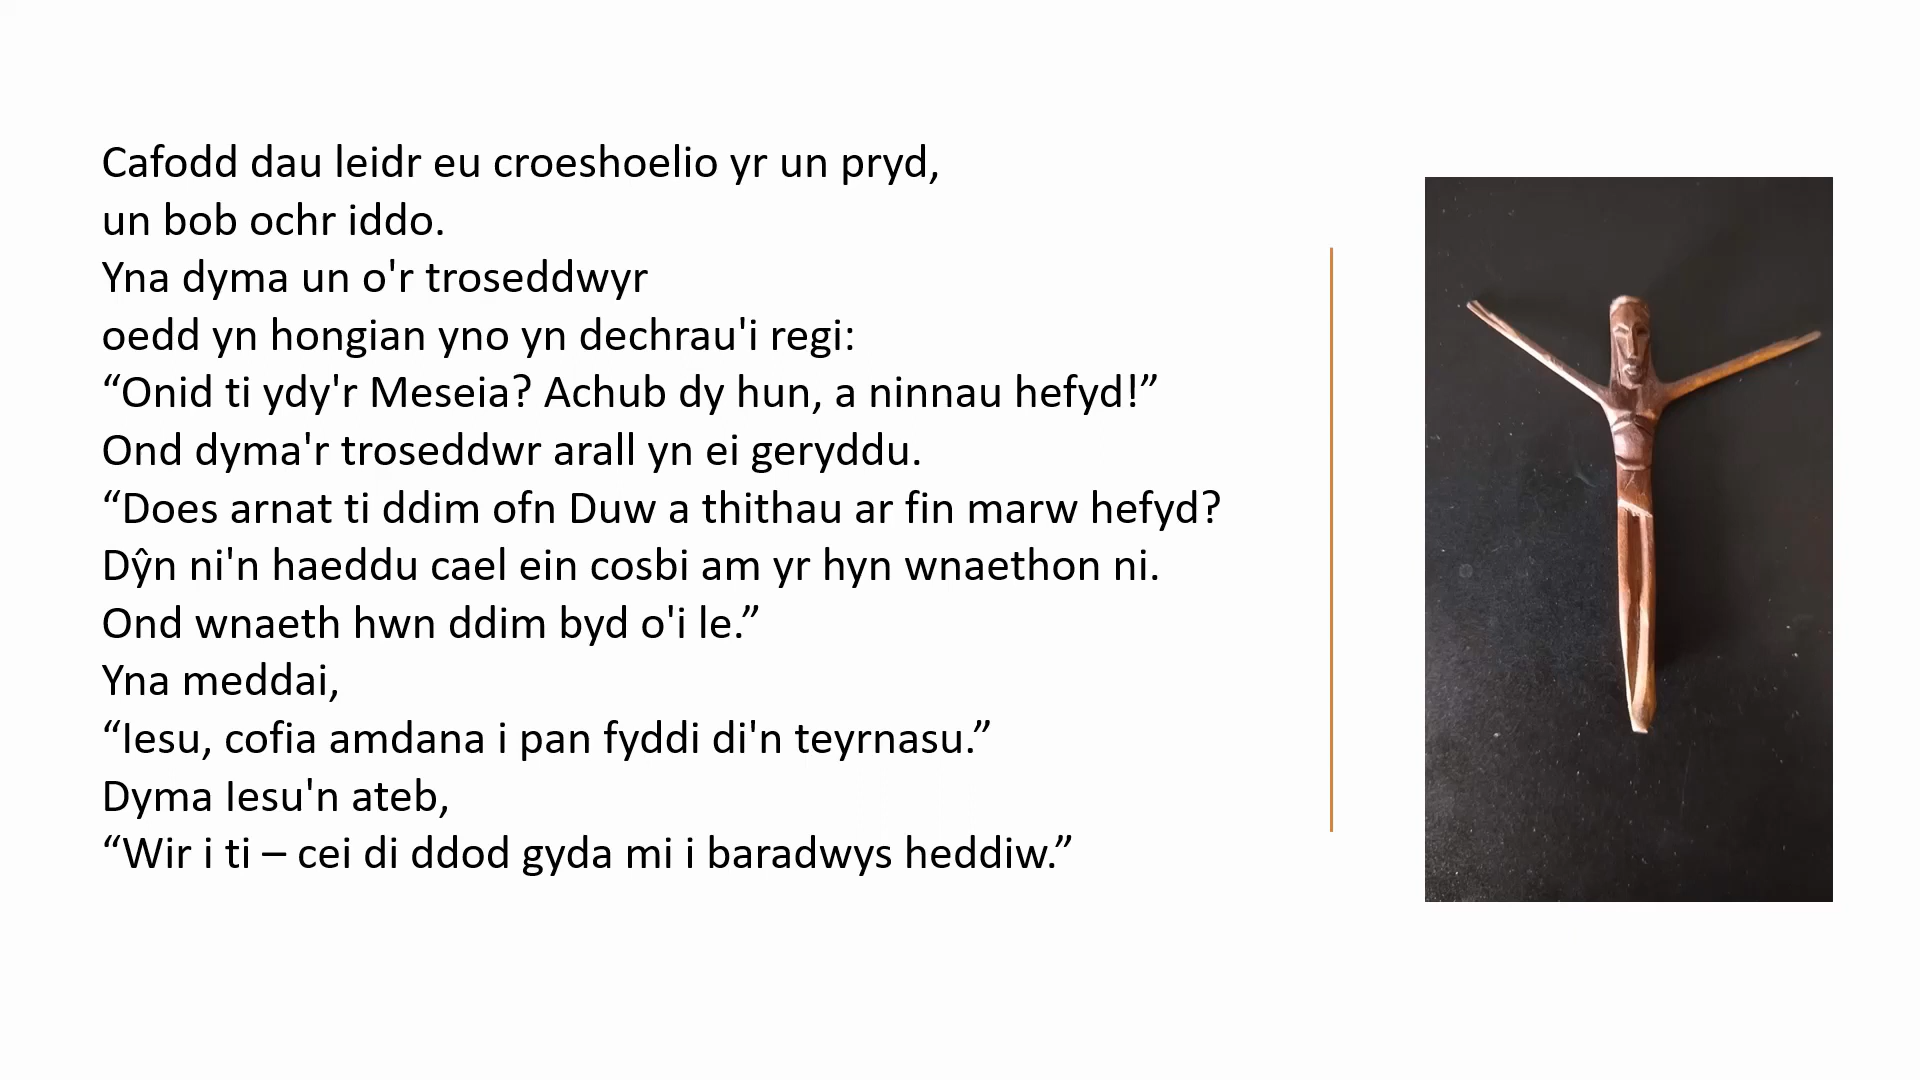 Cafodd dau leidr eu croeshoelio yr un pryd,
un bob ochr iddo.
Yna dyma un o'r troseddwyr
oedd yn hongian yno yn dechrau'i regi:
“Onid ti ydy'r Meseia? Achub dy hun, a ninnau hefyd!”
Ond dyma'r troseddwr arall yn ei geryddu.
“Does arnat ti ddim ofn Duw a thithau ar fin marw hefyd?
Dŷn ni'n haeddu cael ein cosbi am yr hyn wnaethon ni.
Ond wnaeth hwn ddim byd o'i le.”
Yna meddai,
“Iesu, cofia amdana i pan fyddi di'n teyrnasu.”
Dyma Iesu'n ateb,
“Wir i ti – cei di ddod gyda mi i baradwys heddiw.”